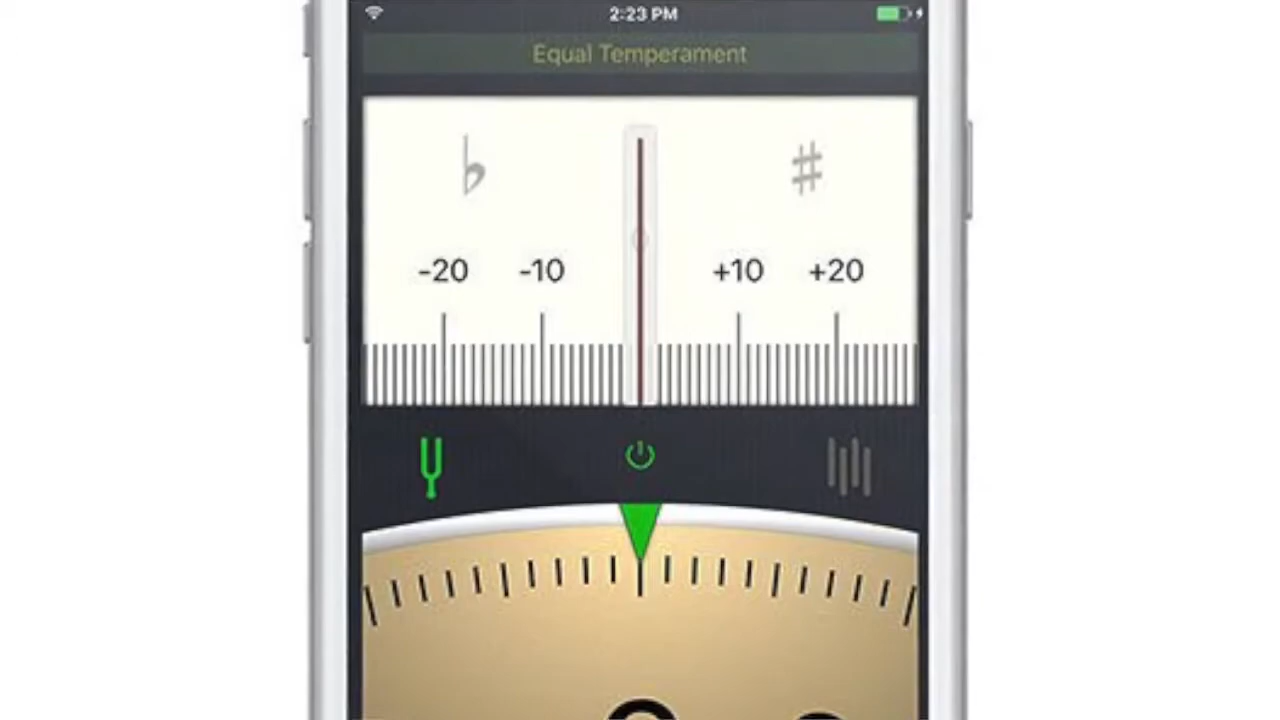 2:23 PM
Equal Temperament
♭ ♯
-20 -10 +10 +20